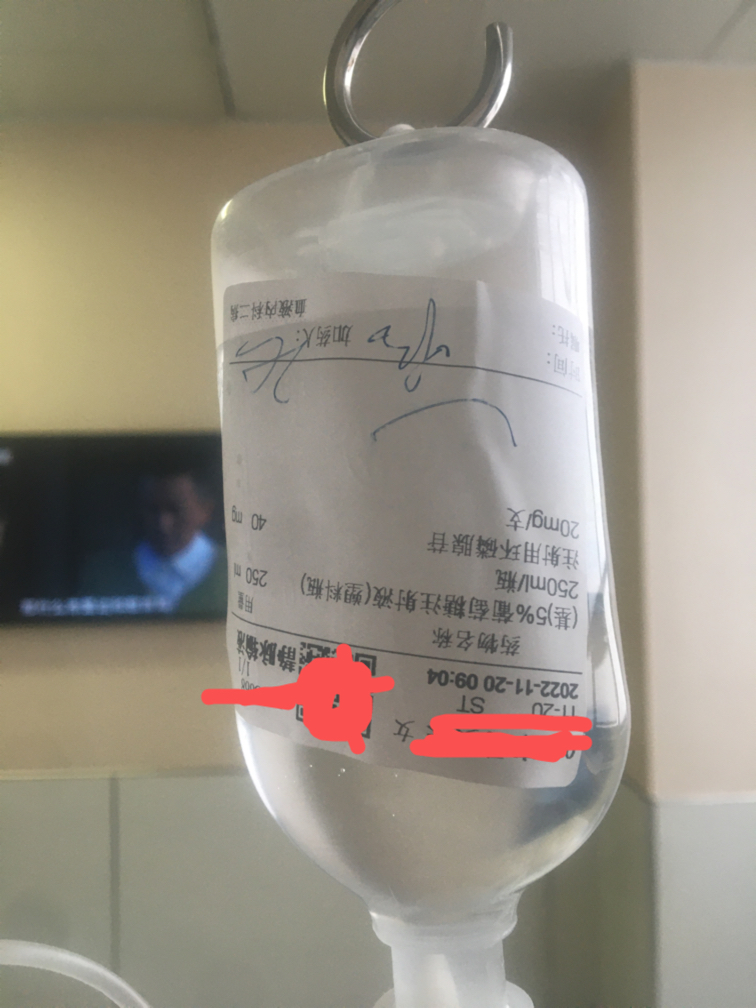 女
11-20 ST
1/1
2022-11-20 09:04 静脉输液
药物名称 用量
(基)5%葡萄糖注射液(塑料瓶) 250 ml
250ml/瓶
注射用环磷腺苷 40 mg
20mg/支
时间: 加药人:
嘱托: 血液内科二病